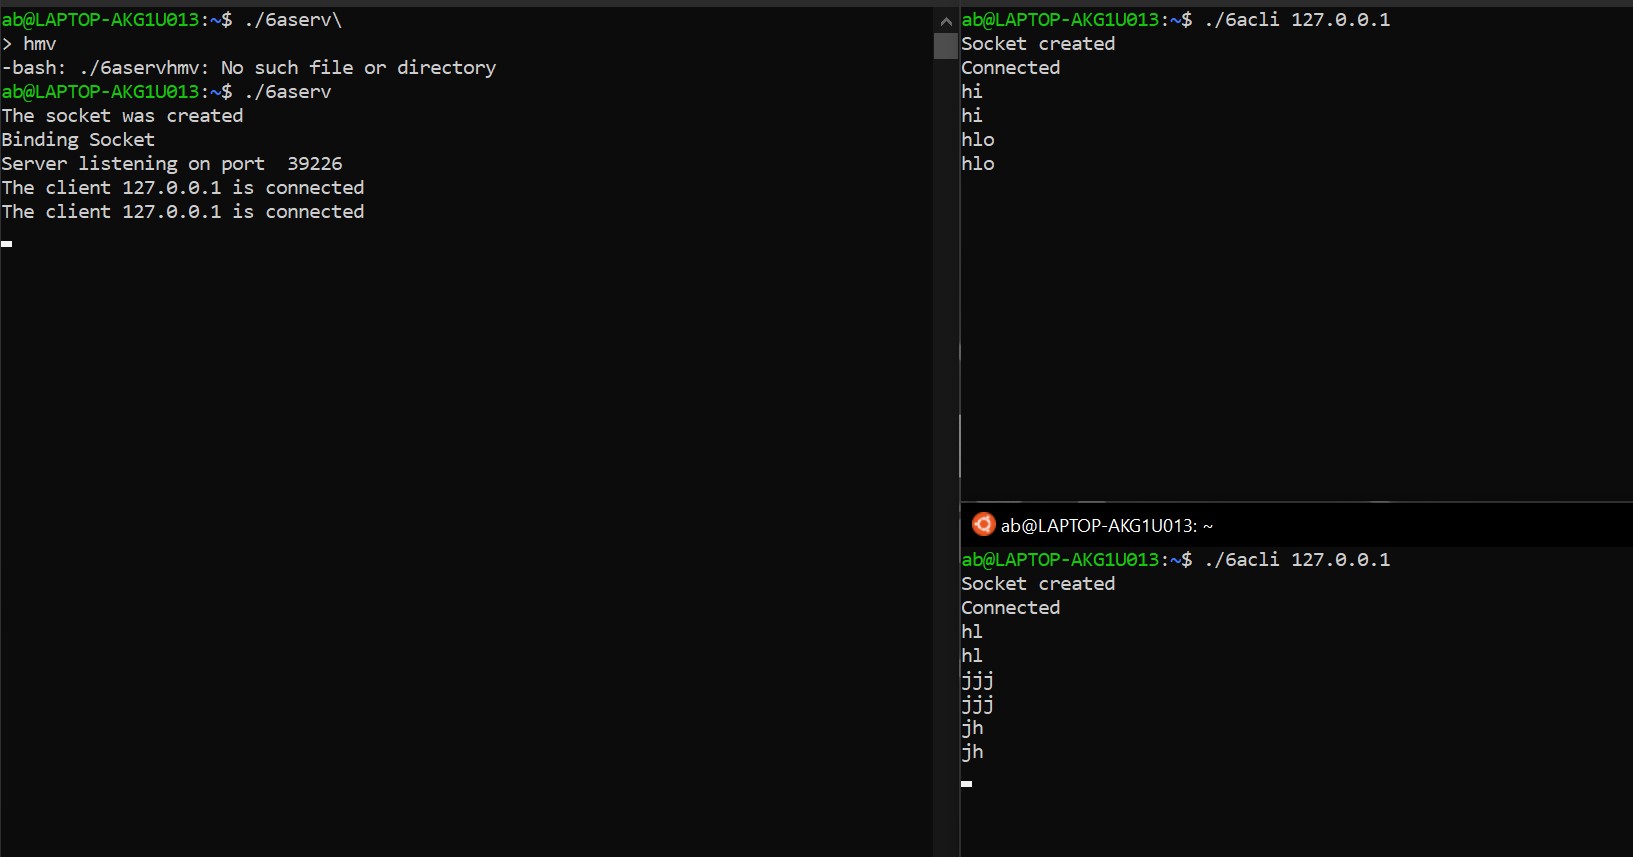 ab@LAPTOP-AKG1U013:~$ ./6aserv\
> hmv
-bash: ./6aservhmv: No such file or directory
ab@LAPTOP-AKG1U013:~$ ./6aserv
The socket was created
Binding Socket
Server listening on port  39226
The client 127.0.0.1 is connected
The client 127.0.0.1 is connected
ab@LAPTOP-AKG1U013:~$ ./6acli 127.0.0.1
Socket created
Connected
hi
hi
hlo
hlo
ab@LAPTOP-AKG1U013: ~
ab@LAPTOP-AKG1U013:~$ ./6acli 127.0.0.1
Socket created
Connected
hl
hl
jjj
jjj
jh
jh